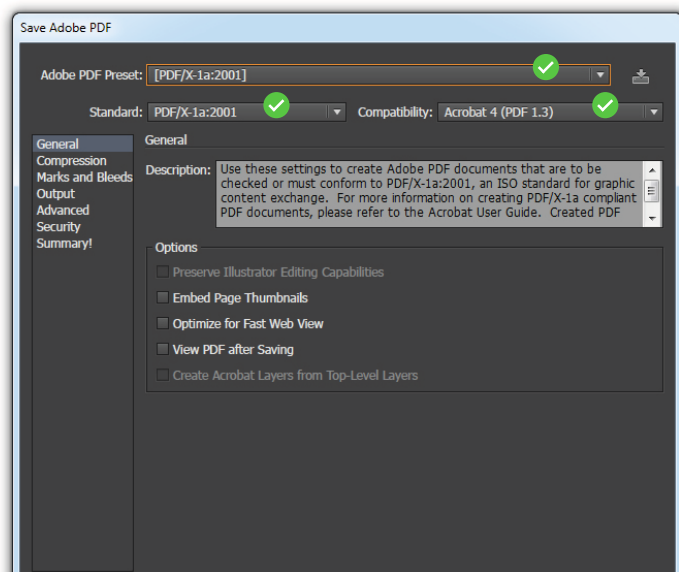 Save Adobe PDF
Adobe PDF Preset: [PDF/X-1a:2001]
Standard: PDF/X-1a:2001 Compatibility: Acrobat 4 (PDF 1.3)
General
Compression
Marks and Bleeds
Output
Advanced
Security
Summary!
General
Description: Use these settings to create Adobe PDF documents that are to be
checked or must conform to PDF/X-1a:2001, an ISO standard for graphic
content exchange.  For more information on creating PDF/X-1a compliant
PDF documents, please refer to the Acrobat User Guide.  Created PDF
Options
Preserve Illustrator Editing Capabilities
Embed Page Thumbnails
Optimize for Fast Web View
View PDF after Saving
Create Acrobat Layers from Top-Level Layers